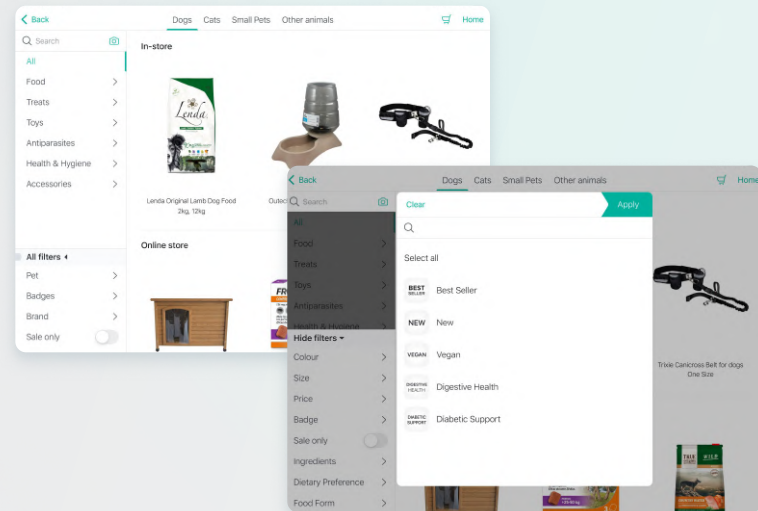 Back
Dogs Cats Small Pets Other animals
Home
Search
All
Food
Treats
Toys
Antiparasites
Health & Hygiene
Accessories
All filters
Pet
Badges
Brand
Sale only
In-store
Lenda
Lenda Original Lamb Dog Food
2kg, 12kg
Online store
Back
Dogs Cats Small Pets Other animals
Home
Search
All
Food
Treats
Toys
Antiparasites
Health & Hygiene
Hide filters
Colour
Size
Price
Badge
Sale only
Ingredients
Dietary Preference
Food Form
Clear
Apply
Select all
BEST
SELLER
Best Seller
NEW
New
VEGAN
Vegan
DIGESTIVE
HEALTH
Digestive Health
DIABETIC
SUPPORT
Diabetic Support
Trixie Canicross Belt for dogs
One Size